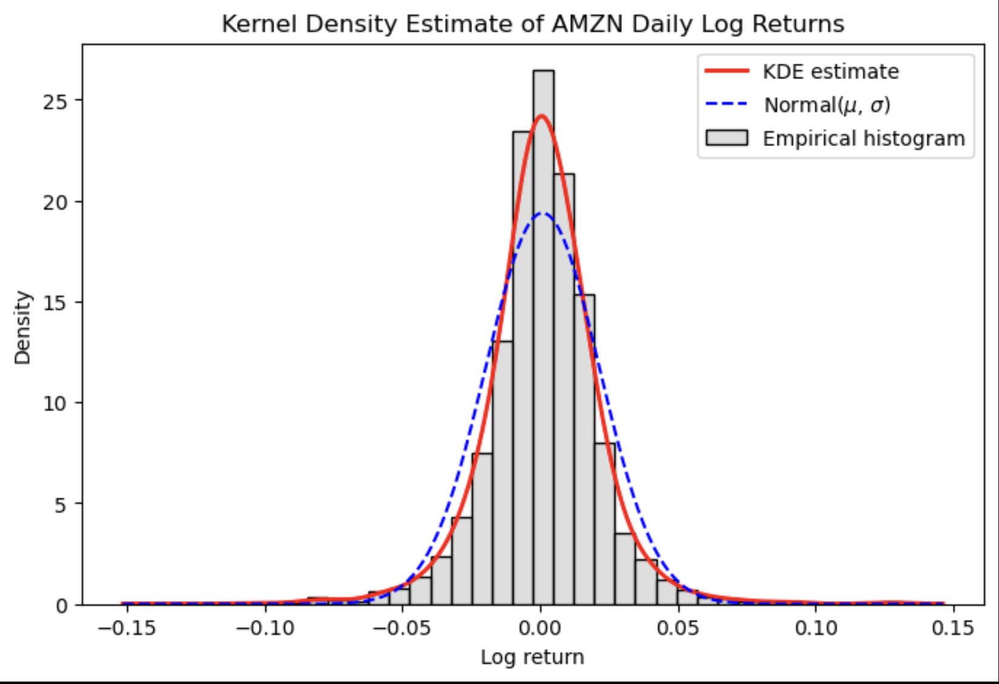 Kernel Density Estimate of AMZN Daily Log Returns
KDE estimate
Normal(μ, σ)
Empirical histogram
25
20
15
10
5
0
Density
−0.15
−0.10
−0.05
0.00
0.05
0.10
0.15
Log return